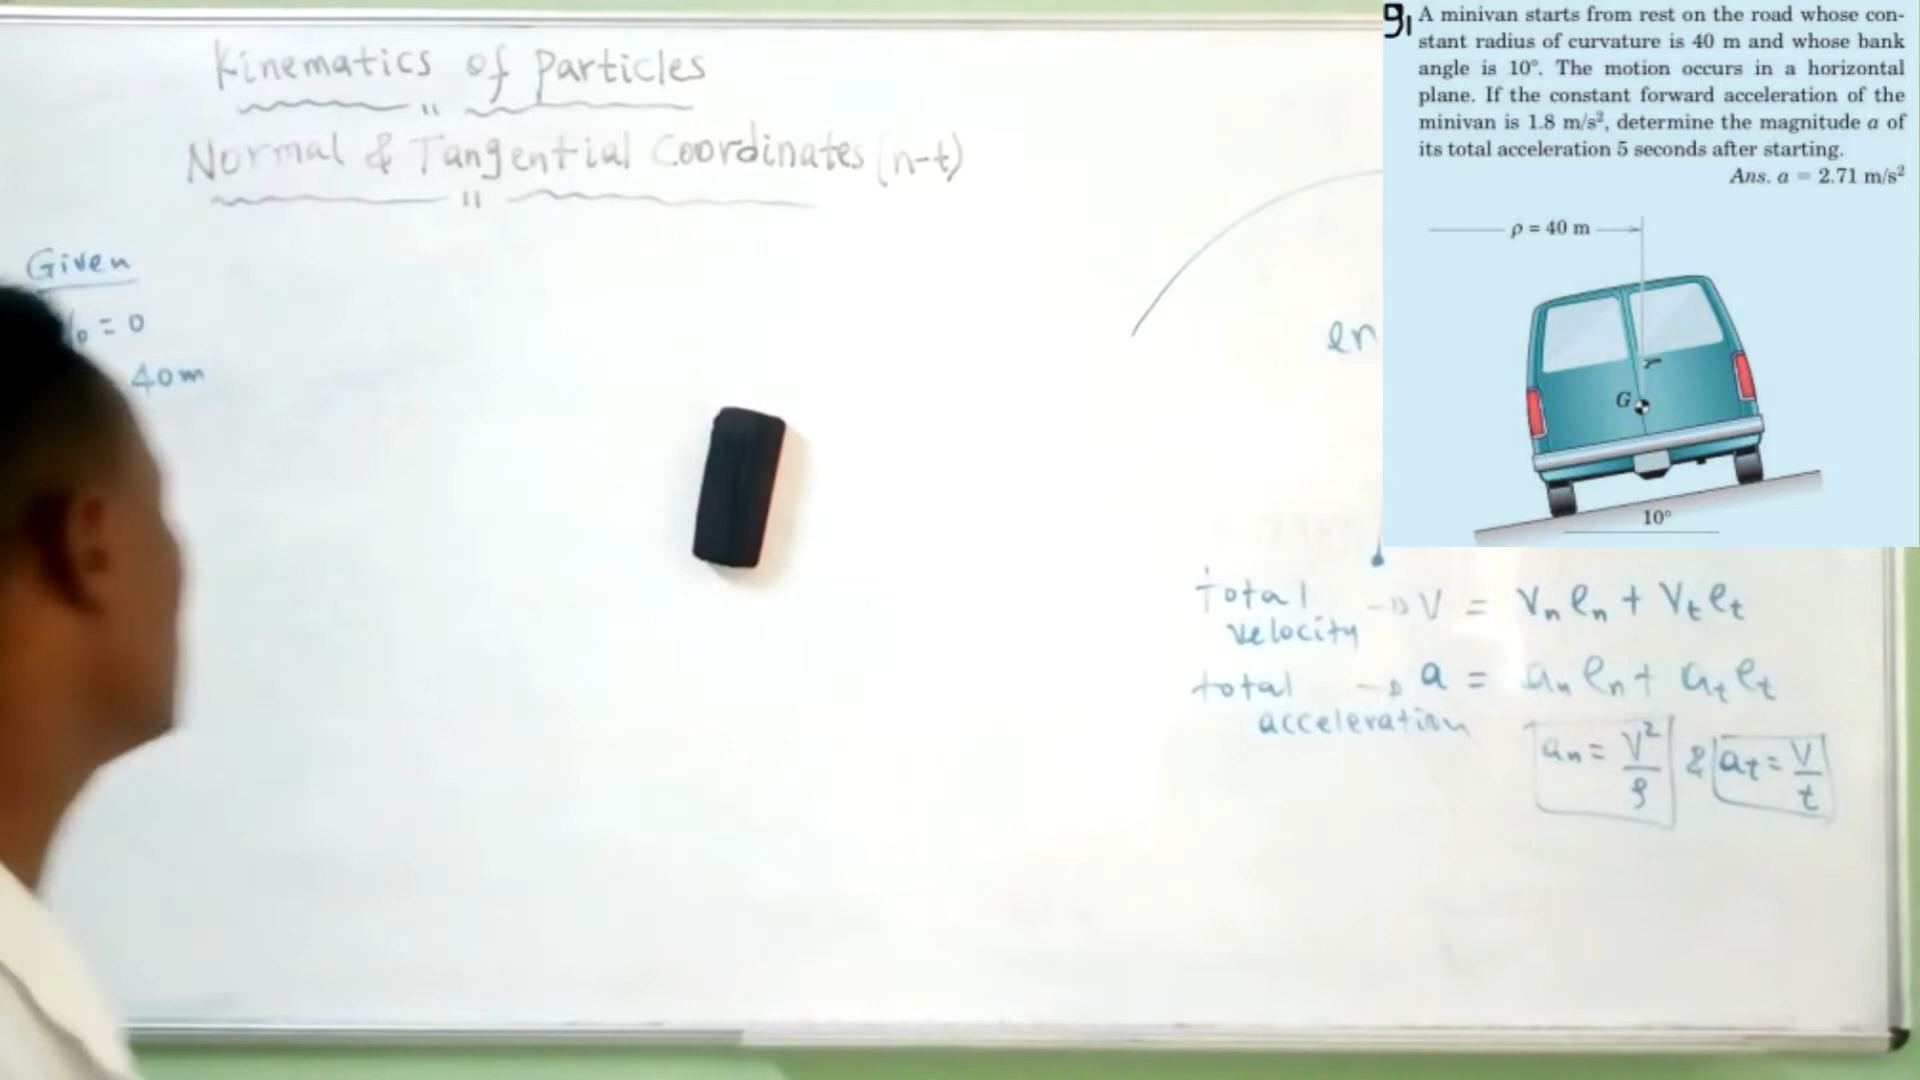 Kinematics of Particles
Normal & Tangential Coordinates (n-t)
Given
= 0
40m
en
Total velocity → V = Vn en + Vt et
total acceleration → a = an en + at et
an = V²/ρ & at = V/t
91 A minivan starts from rest on the road whose con-
stant radius of curvature is 40 m and whose bank
angle is 10°. The motion occurs in a horizontal
plane. If the constant forward acceleration of the
minivan is 1.8 m/s², determine the magnitude a of
its total acceleration 5 seconds after starting.
Ans. a = 2.71 m/s²
ρ = 40 m
G
10°